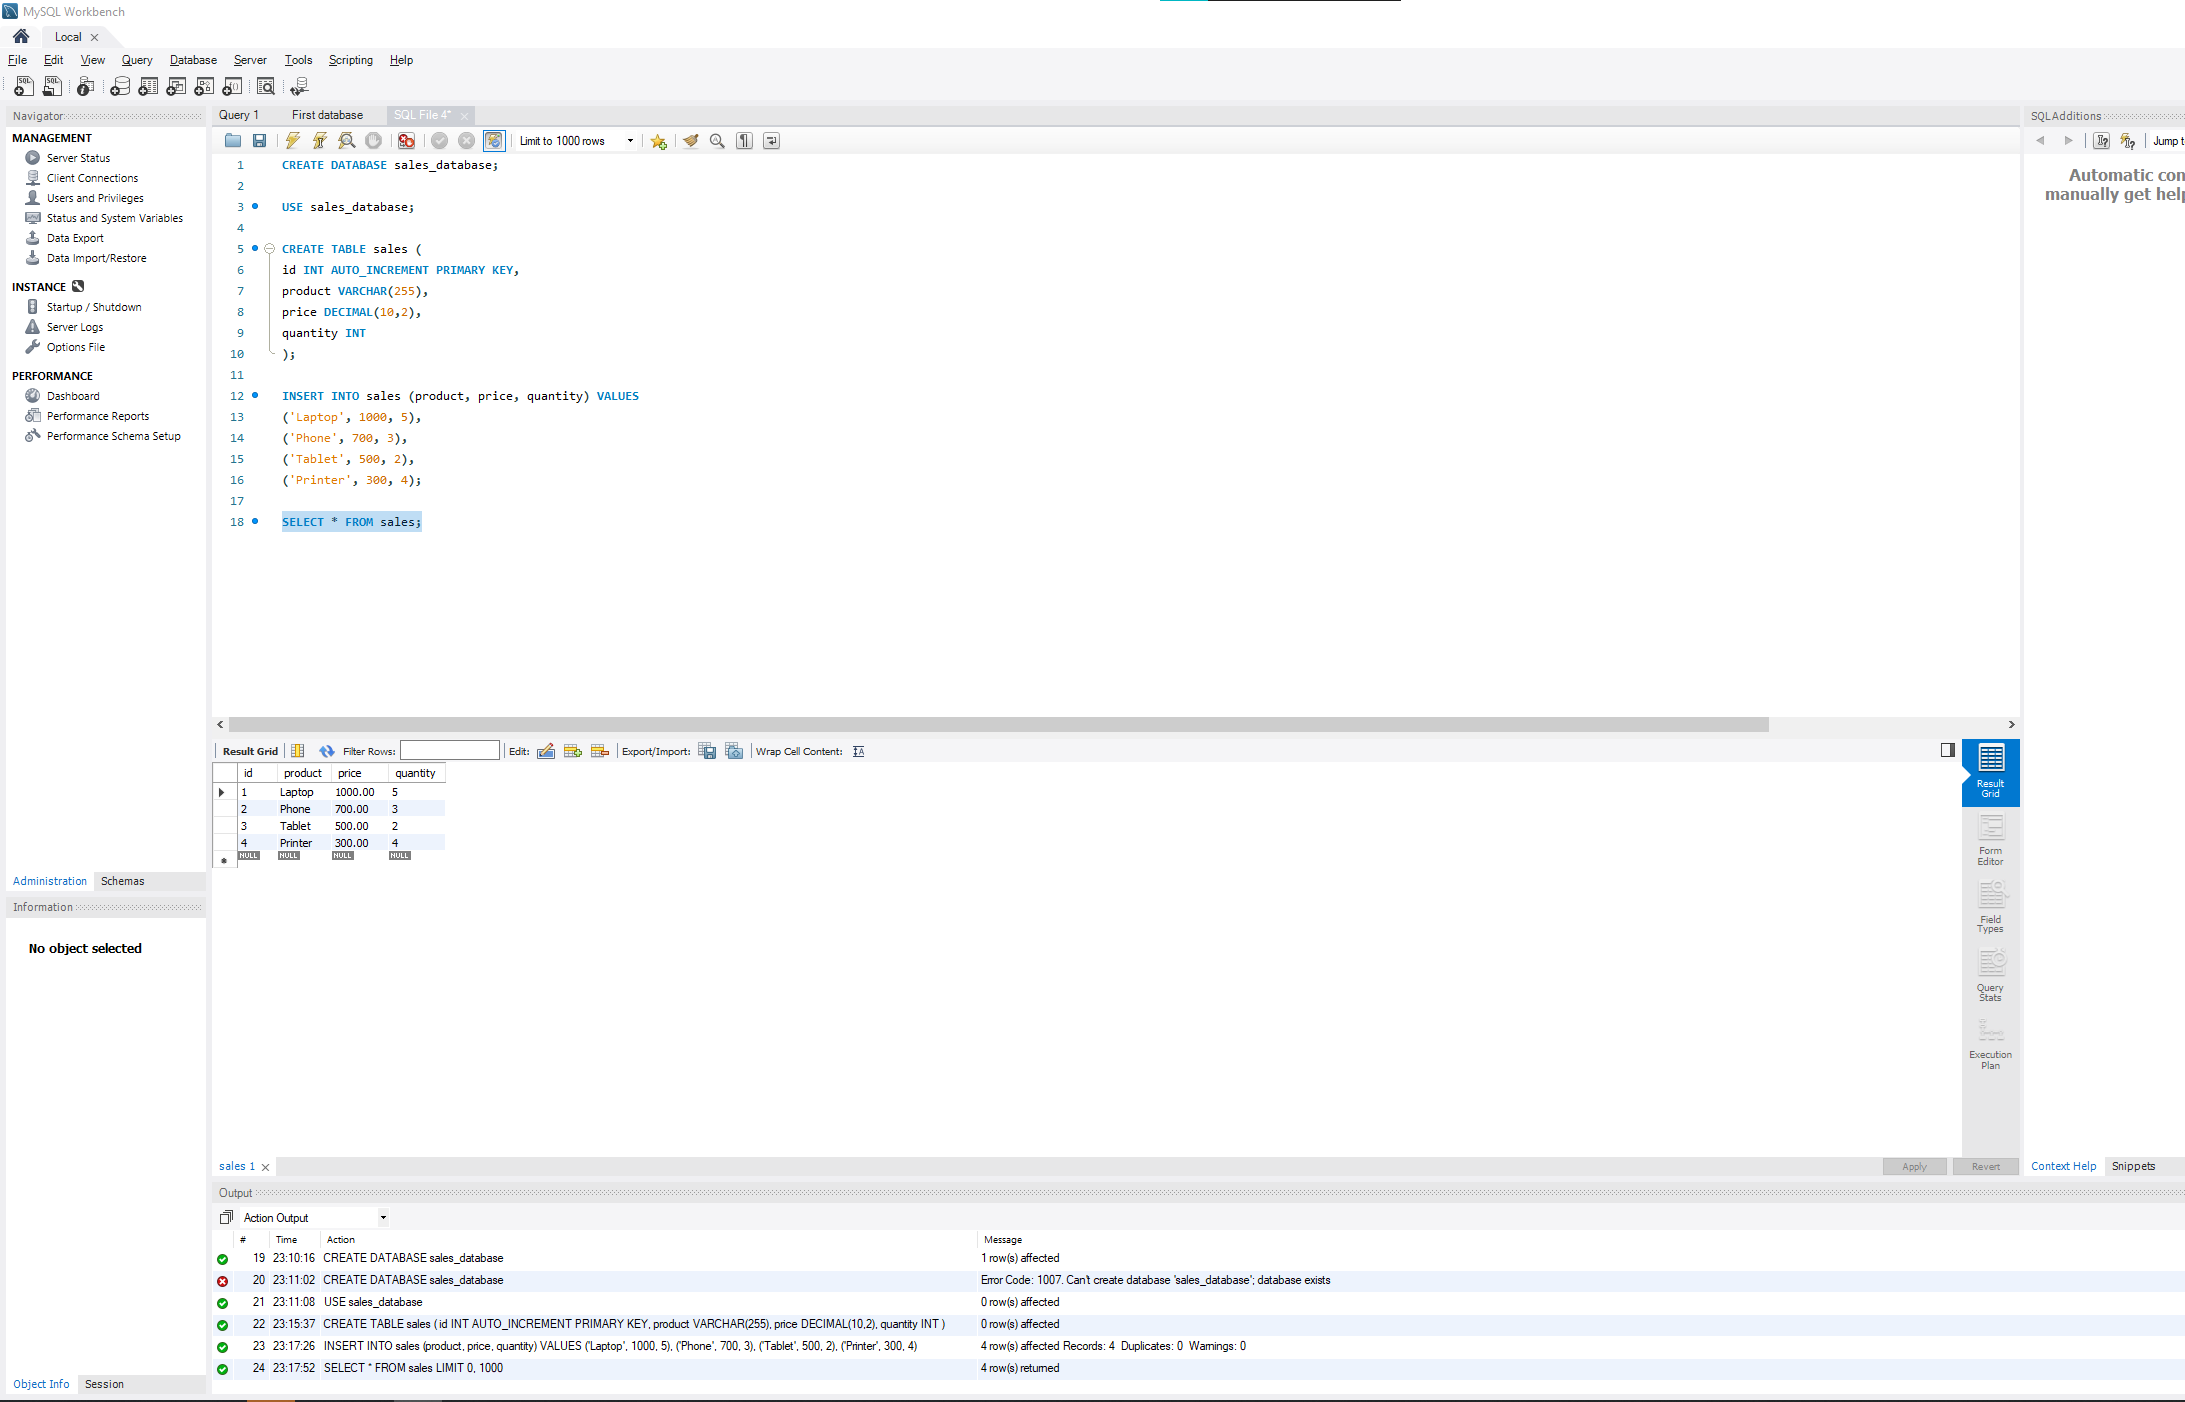 MySQL Workbench
Local
File Edit View Query Database Server Tools Scripting Help
Navigator
MANAGEMENT
Server Status
Client Connections
Users and Privileges
Status and System Variables
Data Export
Data Import/Restore
INSTANCE
Startup / Shutdown
Server Logs
Options File
PERFORMANCE
Dashboard
Performance Reports
Performance Schema Setup
Administration Schemas
Information
No object selected
Object Info Session
Query 1 First database SQL File 4*
Limit to 1000 rows
1 CREATE DATABASE sales_database;
2
3 USE sales_database;
4
5 CREATE TABLE sales (
6 id INT AUTO_INCREMENT PRIMARY KEY,
7 product VARCHAR(255),
8 price DECIMAL(10,2),
9 quantity INT
10 );
11
12 INSERT INTO sales (product, price, quantity) VALUES
13 ('Laptop', 1000, 5),
14 ('Phone', 700, 3),
15 ('Tablet', 500, 2),
16 ('Printer', 300, 4);
17
18 SELECT * FROM sales;
Result Grid Filter Rows: Edit: Export/Import: Wrap Cell Content:
id product price quantity
1 Laptop 1000.00 5
2 Phone 700.00 3
3 Tablet 500.00 2
4 Printer 300.00 4
NULL NULL NULL NULL
Result
Grid
Form
Editor
Field
Types
Query
Stats
Execution
Plan
sales 1
Apply Revert
SQLAdditions
Jump t
Automatic con
manually get help
Context Help Snippets
Output
Action Output
# Time Action Message
19 23:10:16 CREATE DATABASE sales_database 1 row(s) affected
20 23:11:02 CREATE DATABASE sales_database Error Code: 1007. Can't create database 'sales_database'; database exists
21 23:11:08 USE sales_database 0 row(s) affected
22 23:15:37 CREATE TABLE sales ( id INT AUTO_INCREMENT PRIMARY KEY, product VARCHAR(255), price DECIMAL(10,2), quantity INT ) 0 row(s) affected
23 23:17:26 INSERT INTO sales (product, price, quantity) VALUES ('Laptop', 1000, 5), ('Phone', 700, 3), ('Tablet', 500, 2), ('Printer', 300, 4) 4 row(s) affected Records: 4 Duplicates: 0 Warnings: 0
24 23:17:52 SELECT * FROM sales LIMIT 0, 1000 4 row(s) returned